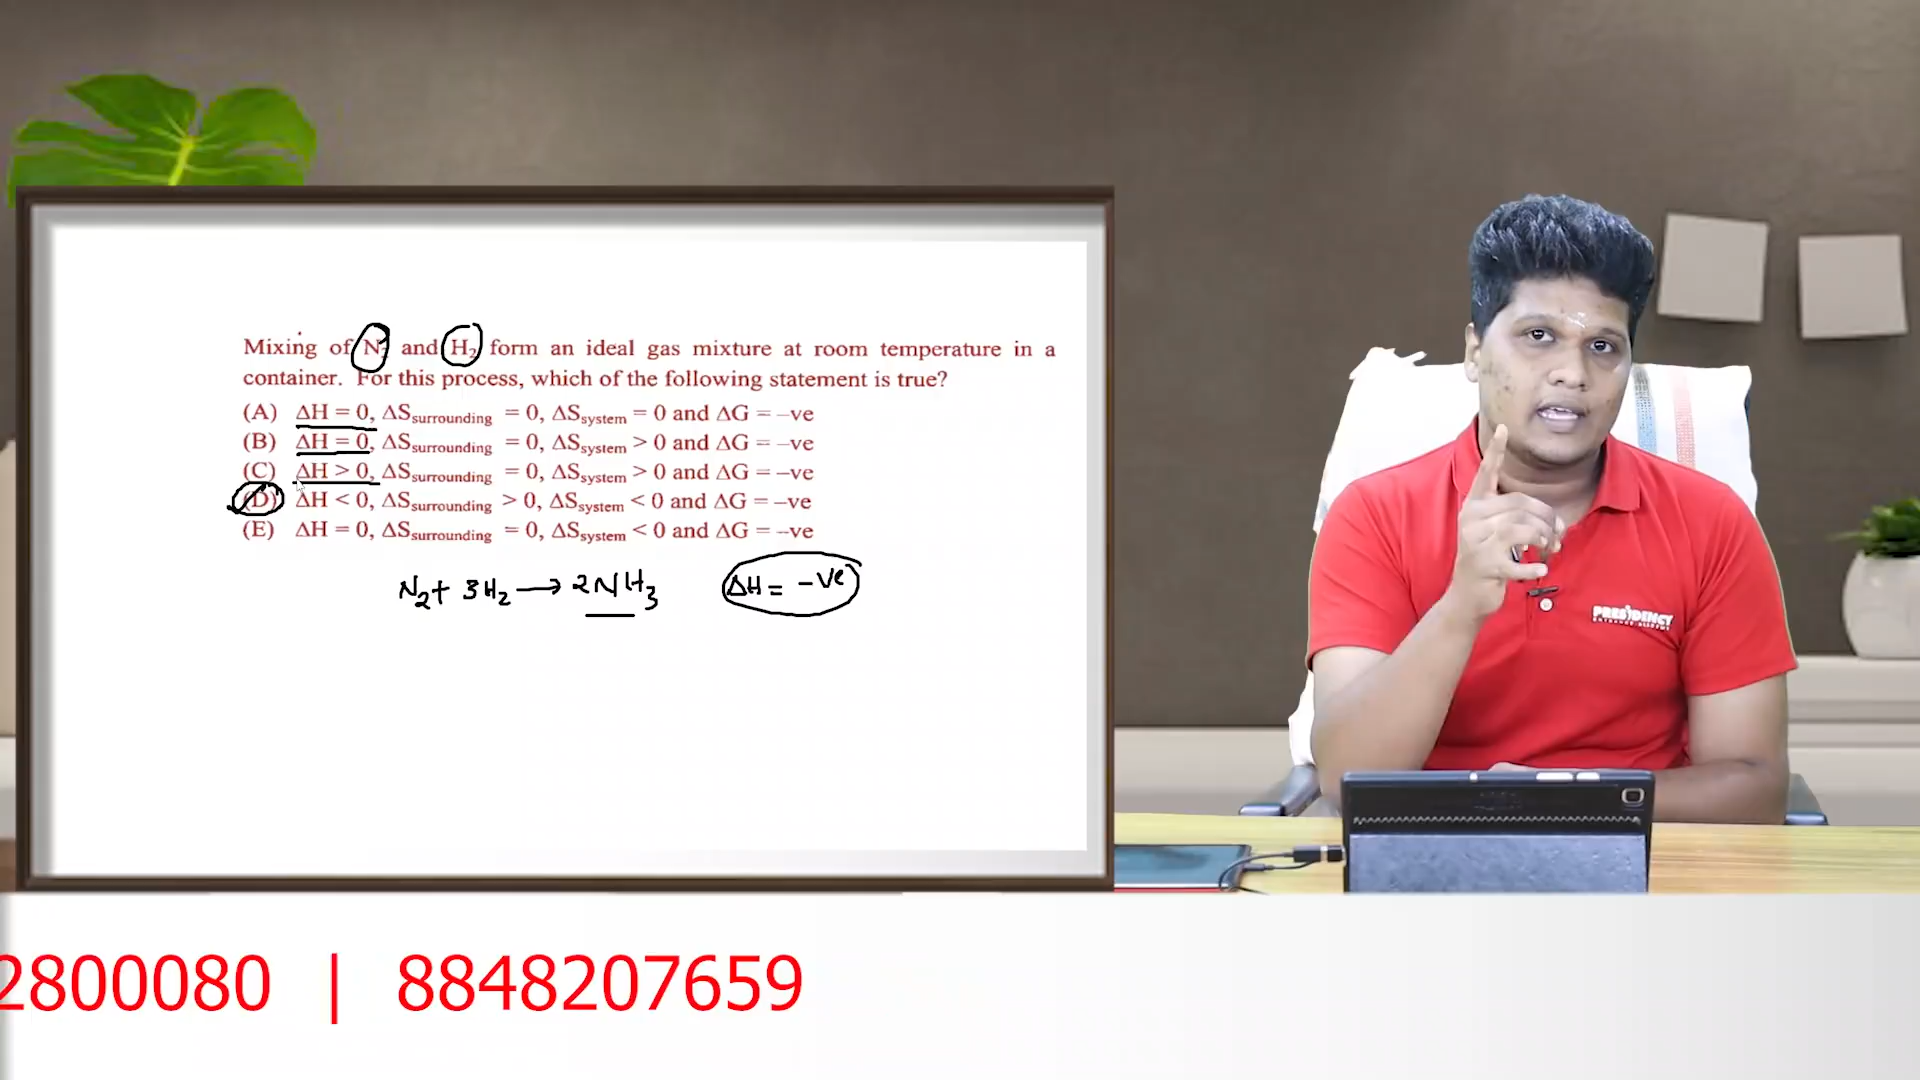 Mixing of N2 and H2 form an ideal gas mixture at room temperature in a
container. For this process, which of the following statement is true?
(A) ΔH = 0, ΔSsurrounding = 0, ΔSsystem = 0 and ΔG = –ve
(B) ΔH = 0, ΔSsurrounding = 0, ΔSsystem > 0 and ΔG = –ve
(C) ΔH > 0, ΔSsurrounding = 0, ΔSsystem > 0 and ΔG = –ve
(D) ΔH < 0, ΔSsurrounding > 0, ΔSsystem < 0 and ΔG = –ve
(E) ΔH = 0, ΔSsurrounding = 0, ΔSsystem < 0 and ΔG = –ve
N2 + 3H2 → 2NH3 ΔH = –ve
PRESIDENCY
2800080 | 8848207659